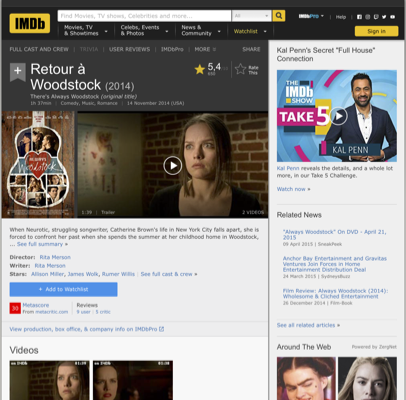 IMDb
Find Movies, TV shows, Celebrities and more...
All
IMDbPro
Help
Movies, TV & Showtimes
Celebs, Events & Photos
News & Community
Watchlist
Sign in
FULL CAST AND CREW | TRIVIA | USER REVIEWS | IMDbPro | MORE
SHARE
Retour à Woodstock (2014)
5,4
Rate This
There's Always Woodstock (original title)
1h 37min | Comedy, Music, Romance | 14 November 2014 (USA)
ALWAYS
WOODSTOCK
1:39 | Trailer
2 VIDEOS
When Neurotic, struggling songwriter, Catherine Brown's life in New York City falls apart, she is
forced to confront her past when she spends the summer at her childhood home in Woodstock,
... See full summary »
Director: Rita Merson
Writer: Rita Merson
Stars: Allison Miller, James Wolk, Rumer Willis | See full cast & crew »
+ Add to Watchlist
30
Metascore
From metacritic.com
Reviews
9 user | 5 critic
View production, box office, & company info on IMDbPro
Videos
Kal Penn's Secret "Full House"
Connection
THE
IMDb
SHOW
TAKE 5
KAL PENN
Kal Penn reveals the details, and a whole lot
more, in our Take 5 Challenge.
Watch now »
Related News
"Always Woodstock" On DVD - April 21,
2015
09 April 2015 | SneakPeek
Anchor Bay Entertainment and Gravitas
Ventures Join Forces in Home
Entertainment Distribution Deal
24 March 2015 | SydneysBuzz
Film Review: Always Woodstock (2014):
Wholesome & Cliched Entertainment
26 December 2014 | Film-Book
See all related articles »
Around The Web
Powered by ZergNet